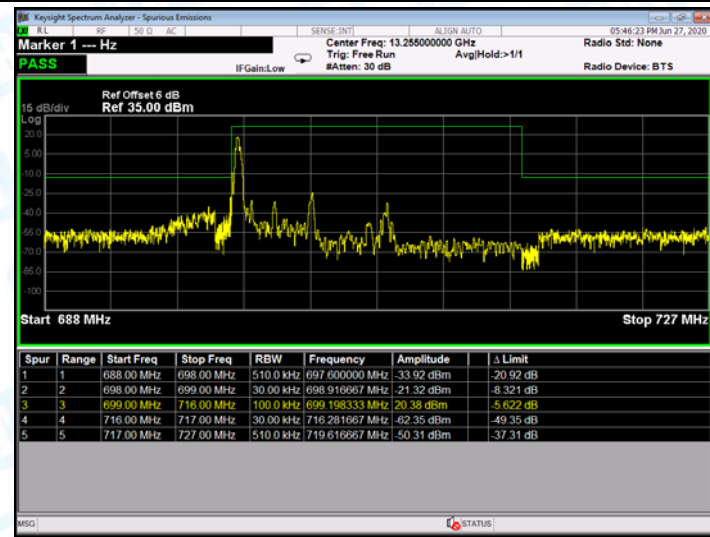 Keysight Spectrum Analyzer - Spurious Emissions
RL RF 50 Ω AC SENSE:INT ALIGN AUTO 05:46:23 PM Jun 27, 2020
Marker 1 --- Hz Center Freq: 13.255000000 GHz Radio Std: None
Trig: Free Run Avg|Hold:>1/1
PASS IFGain:Low #Atten: 30 dB Radio Device: BTS
Ref Offset 6 dB
15 dB/div Ref 35.00 dBm
Log
20.0
5.00
-10.0
-25.0
-40.0
-55.0
-70.0
-85.0
-100
Start 688 MHz Stop 727 MHz
Spur Range Start Freq Stop Freq RBW Frequency Amplitude Δ Limit
1 1 688.00 MHz 698.00 MHz 510.0 kHz 697.600000 MHz -33.92 dBm -20.92 dB
2 2 698.00 MHz 699.00 MHz 30.00 kHz 698.916667 MHz -21.32 dBm -8.321 dB
3 3 699.00 MHz 716.00 MHz 100.0 kHz 699.198333 MHz 20.38 dBm -5.622 dB
4 4 716.00 MHz 717.00 MHz 30.00 kHz 716.281667 MHz -62.35 dBm -49.35 dB
5 5 717.00 MHz 727.00 MHz 510.0 kHz 719.616667 MHz -50.31 dBm -37.31 dB
MSG STATUS